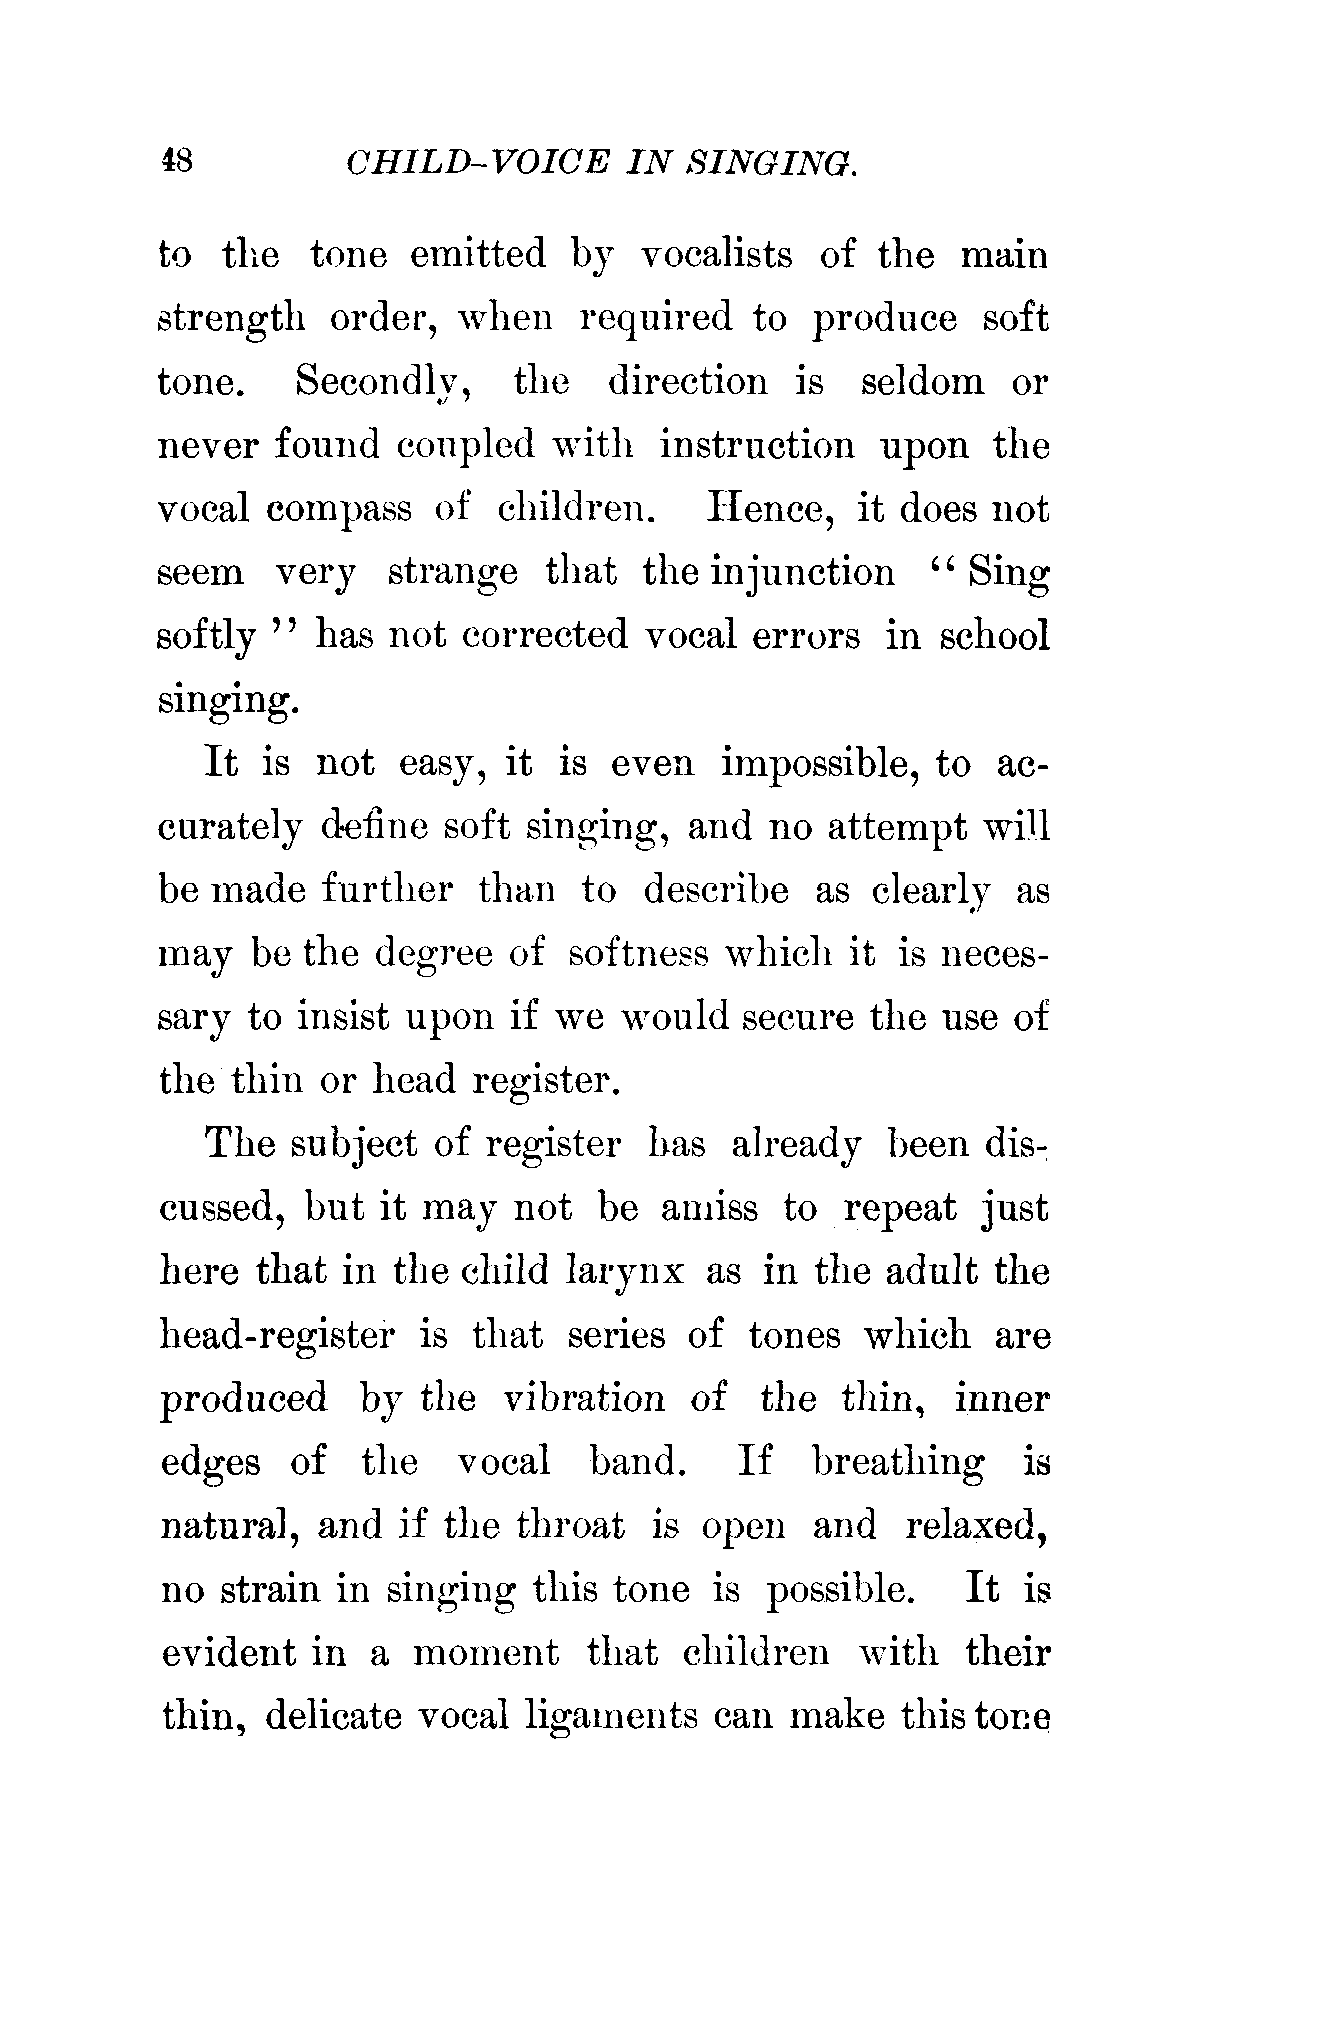 48 CHILD-VOICE IN SINGING.
to the tone emitted by vocalists of the main
strength order, when required to produce soft
tone. Secondly, the direction is seldom or
never found coupled with instruction upon the
vocal compass of children. Hence, it does not
seem very strange that the injunction “ Sing
softly ” has not corrected vocal errors in school
singing.
It is not easy, it is even impossible, to ac-
curately define soft singing, and no attempt will
be made further than to describe as clearly as
may be the degree of softness which it is neces-
sary to insist upon if we would secure the use of
the thin or head register.
The subject of register has already been dis-
cussed, but it may not be amiss to repeat just
here that in the child larynx as in the adult the
head-register is that series of tones which are
produced by the vibration of the thin, inner
edges of the vocal band. If breathing is
natural, and if the throat is open and relaxed,
no strain in singing this tone is possible. It is
evident in a moment that children with their
thin, delicate vocal ligaments can make this tone